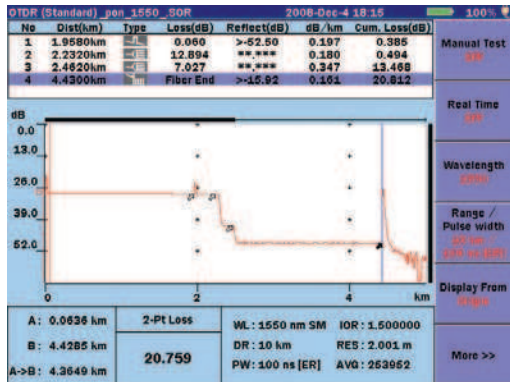 OTDR (Standard) _pon_1550_.SOR 2008-Dec-4 18:15 100%
No Dist(km) Type Loss(dB) Reflect(dB) dB/km Cum. Loss(dB)
1 1.9580km 0.060 >-52.50 0.197 0.385
2 2.2320km 12.894 **.*** 0.180 0.494
3 2.4620km 7.027 **.*** 0.347 13.468
4 4.4300km Fiber End >-15.92 0.161 20.812
Manual Test
Real Time
Wavelength
Range /
Pulse width
Display From
More >>
dB
0.0
13.0
26.0
39.0
52.0
0 2 4 km
A: 0.0636 km
B: 4.4285 km
A->B: 4.3649 km
2-Pt Loss
20.759
WL: 1550 nm SM IOR: 1.500000
DR: 10 km RES: 2.001 m
PW: 100 ns [ER] AVG: 253952